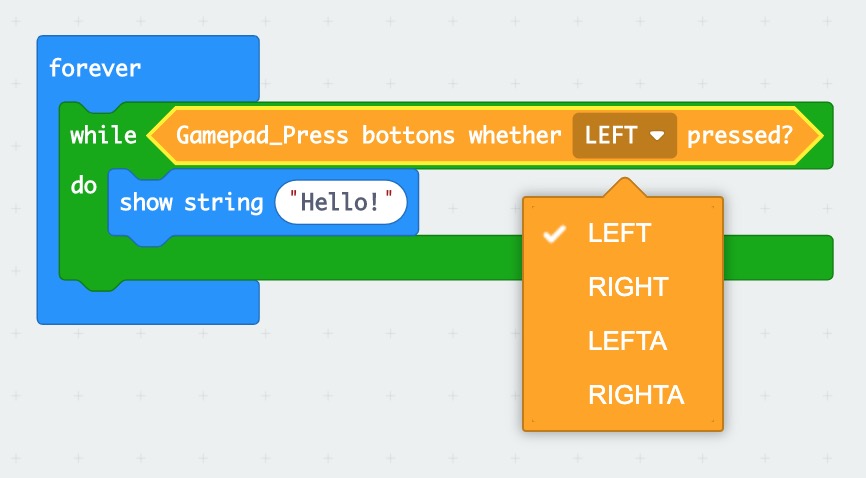 forever
while Gamepad_Press bottons whether LEFT pressed?
do show string "Hello!"
LEFT
RIGHT
LEFTA
RIGHTA